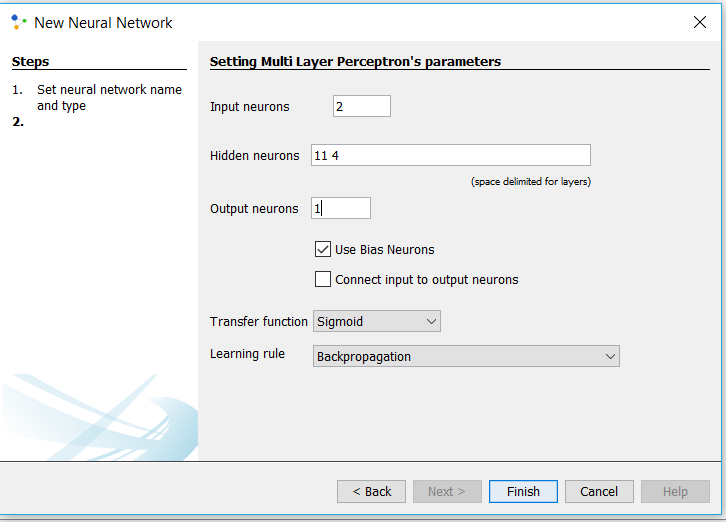 New Neural Network
Steps
1. Set neural network name
and type
2.
Setting Multi Layer Perceptron's parameters
Input neurons 2
Hidden neurons 11 4
(space delimited for layers)
Output neurons 1
Use Bias Neurons
Connect input to output neurons
Transfer function Sigmoid
Learning rule Backpropagation
< Back Next > Finish Cancel Help